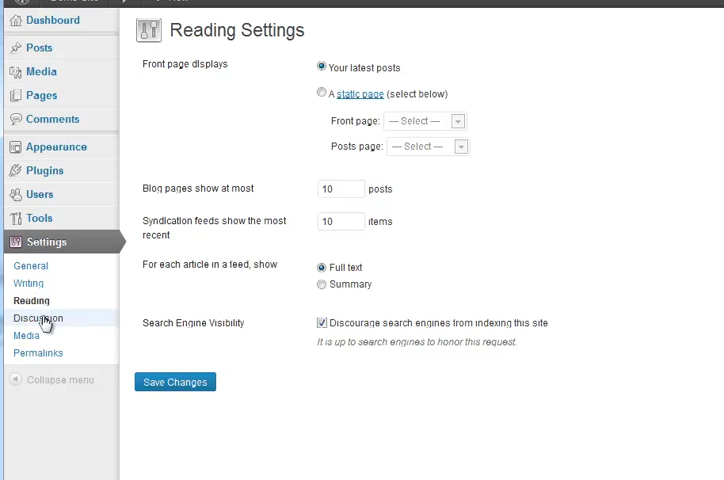 Dashboard
Posts
Media
Pages
Comments
Appearance
Plugins
Users
Tools
Settings
General
Writing
Reading
Discussion
Media
Permalinks
Collapse menu
Reading Settings
Front page displays
Your latest posts
A static page (select below)
Front page: — Select —
Posts page: — Select —
Blog pages show at most 10 posts
Syndication feeds show the most
recent
10 items
For each article in a feed, show
Full text
Summary
Search Engine Visibility
Discourage search engines from indexing this site
It is up to search engines to honor this request.
Save Changes